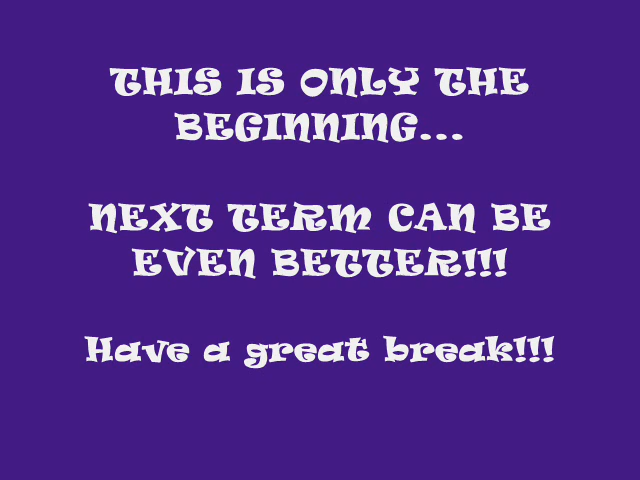 THIS IS ONLY THE
BEGINNING...
NEXT TERM CAN BE
EVEN BETTER!!!
Have a great break!!!